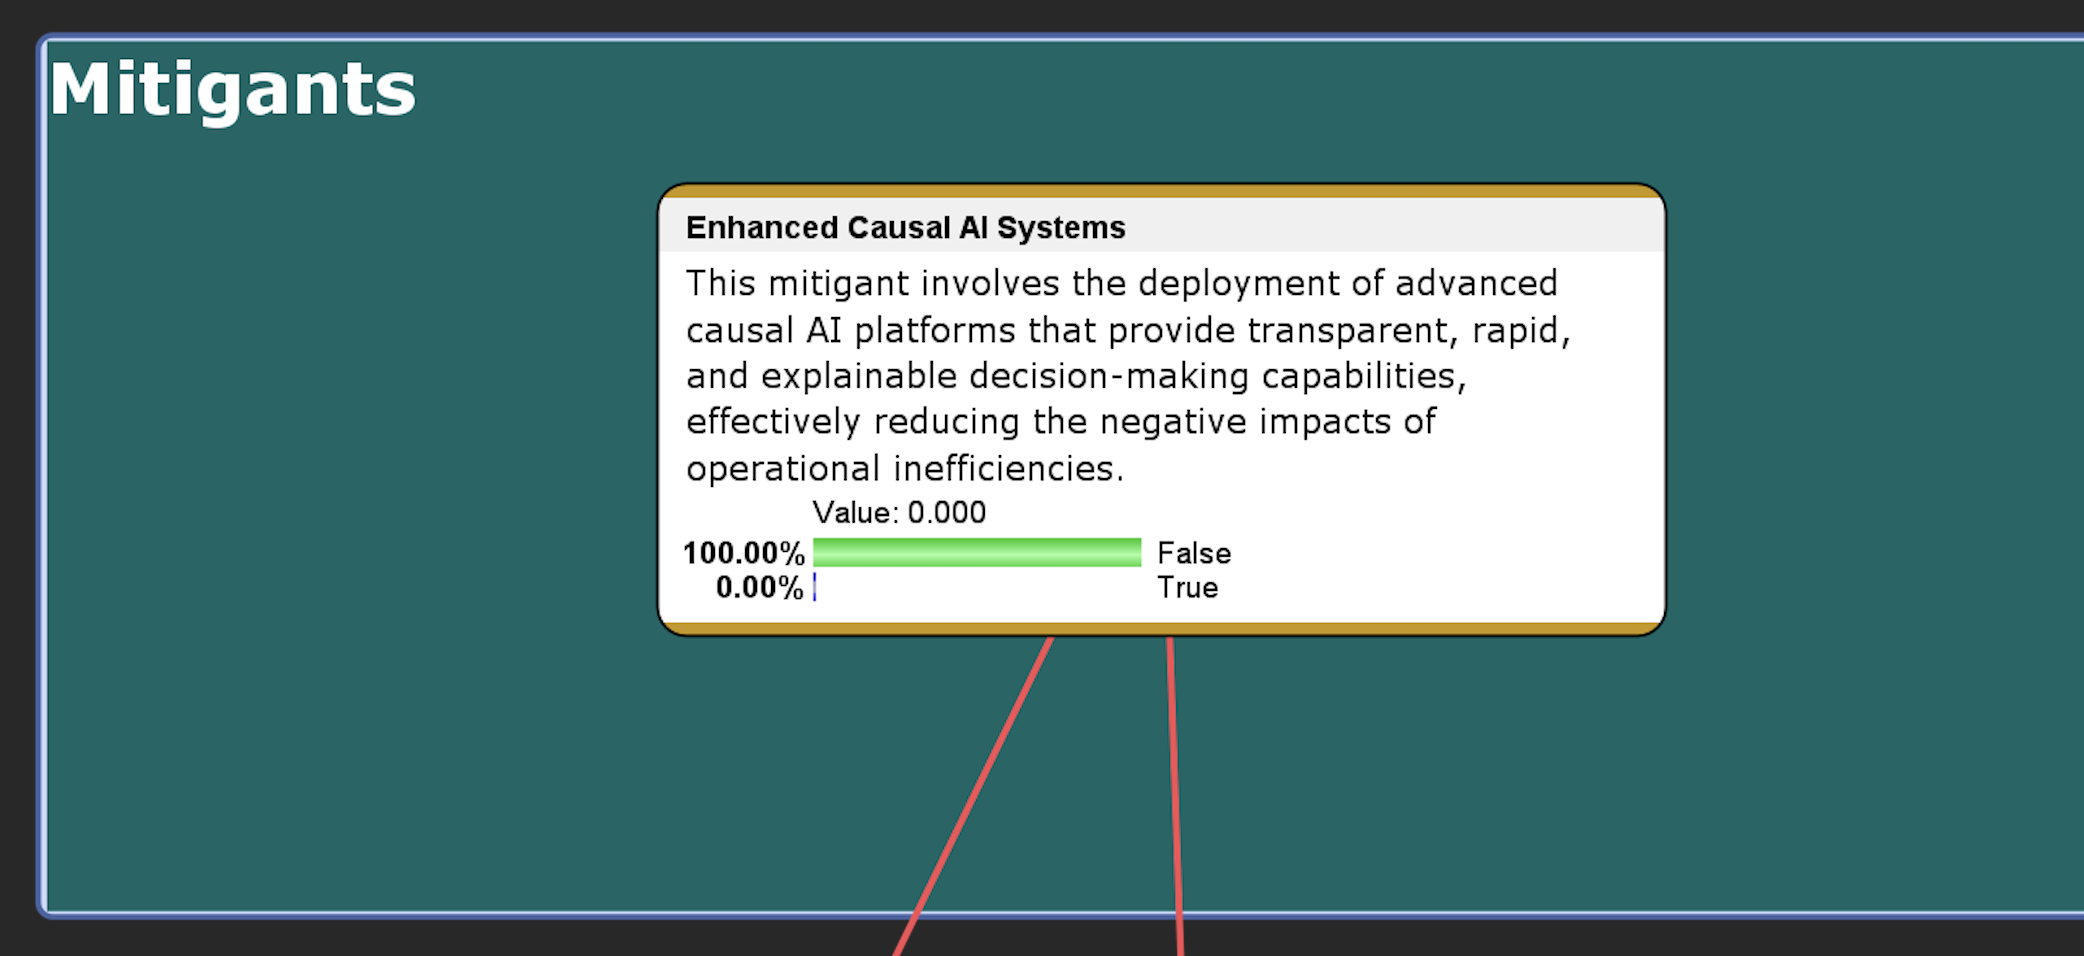 Mitigants
Enhanced Causal AI Systems
This mitigant involves the deployment of advanced
causal AI platforms that provide transparent, rapid,
and explainable decision-making capabilities,
effectively reducing the negative impacts of
operational inefficiencies.
Value: 0.000
100.00% False
0.00% True